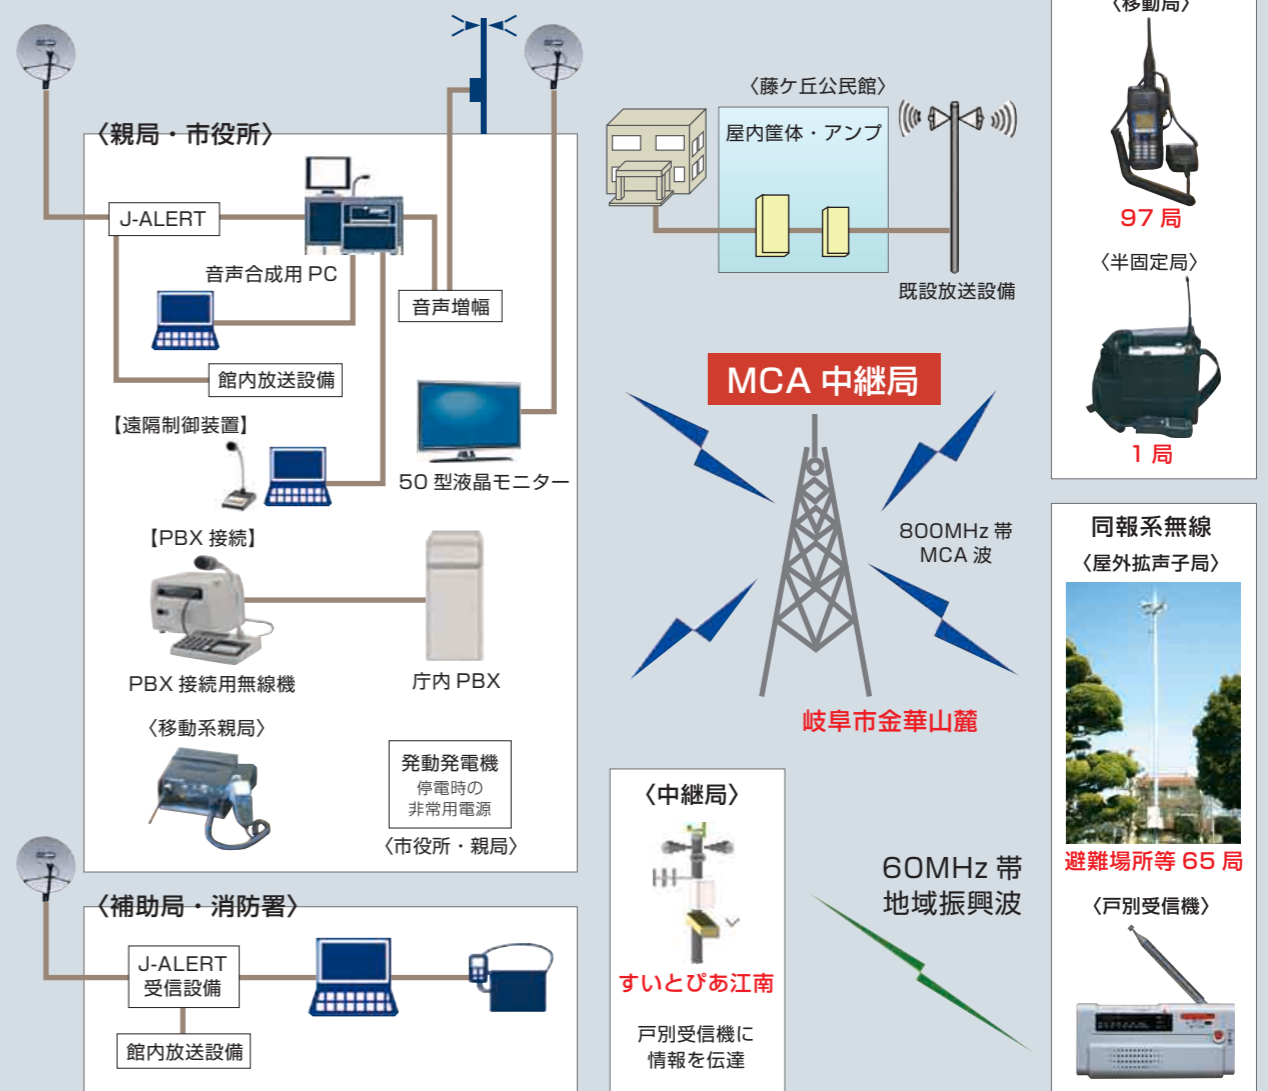 〈親局・市役所〉
J-ALERT
音声合成用 PC
音声増幅
館内放送設備
【遠隔制御装置】
50 型液晶モニター
【PBX 接続】
PBX 接続用無線機
庁内 PBX
〈移動系親局〉
発動発電機
停電時の
非常用電源
〈市役所・親局〉
〈補助局・消防署〉
J-ALERT
受信設備
館内放送設備
〈藤ケ丘公民館〉
屋内筐体・アンプ
既設放送設備
MCA 中継局
800MHz 帯
MCA 波
岐阜市金華山麓
〈中継局〉
すいとぴあ江南
戸別受信機に
情報を伝達
60MHz 帯
地域振興波
〈移動局〉
97 局
〈半固定局〉
1 局
同報系無線
〈屋外拡声子局〉
避難場所等 65 局
〈戸別受信機〉